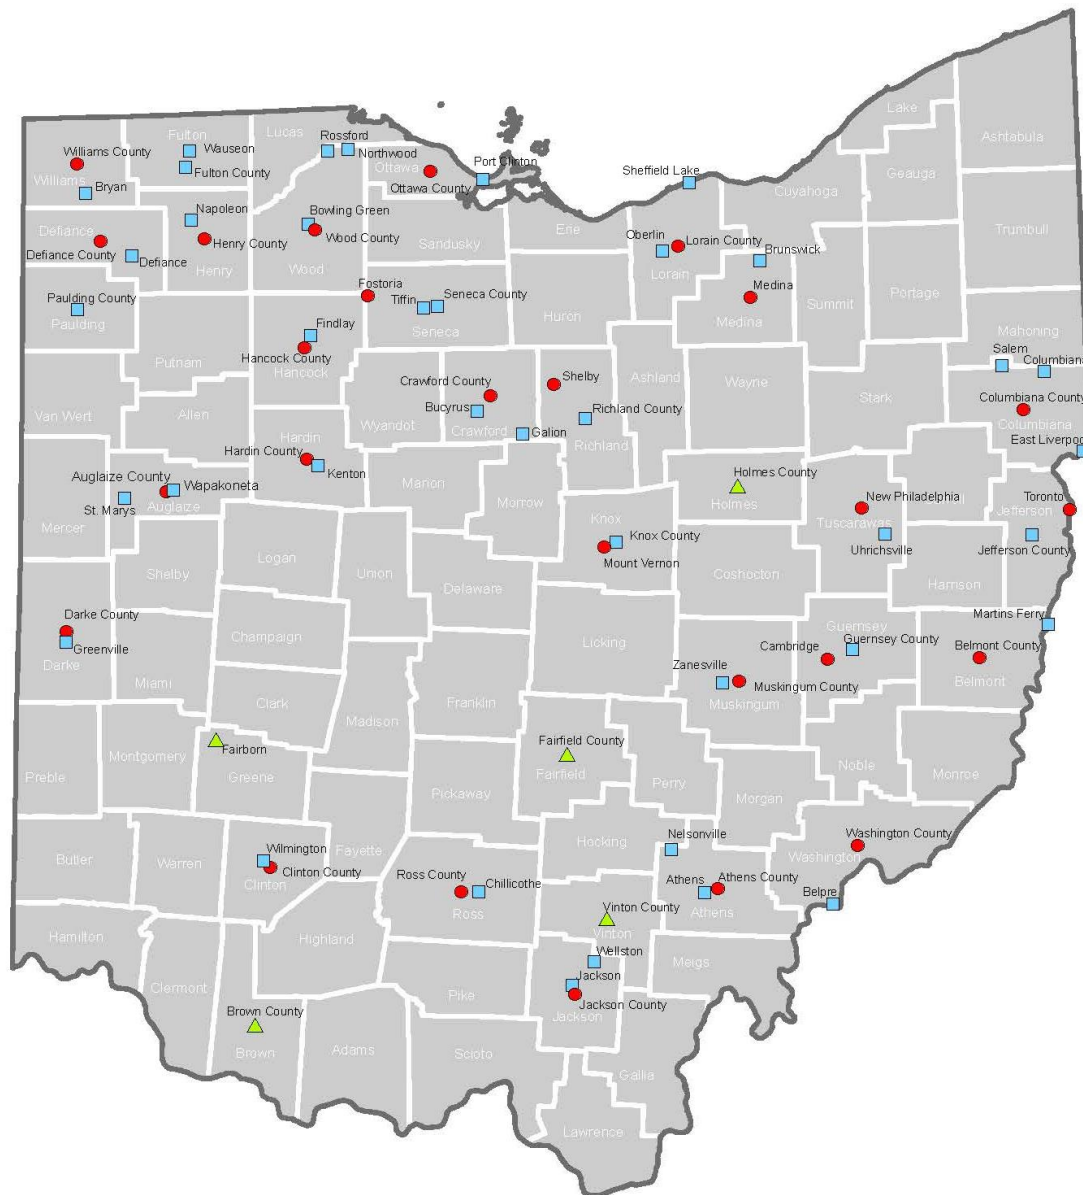 Lake
Ashtabula
Geauga
Cuyahoga
Trumbull
Fulton
Lucas
Rossford
Wauseon
Northwood
Williams County
Fulton County
Williams
Bryan
Ottawa
Port Clinton
Ottawa County
Sheffield Lake
Napoleon
Bowling Green
Defiance
Henry County
Wood County
Defiance County
Defiance
Henry
Wood
Sandusky
Erie
Oberlin
Lorain County
Brunswick
Lorain
Medina
Portage
Summit
Medina
Paulding County
Paulding
Fostoria
Tiffin
Seneca County
Seneca
Huron
Mahoning
Findlay
Putnam
Hancock County
Hancock
Salem
Columbiana
Crawford County
Shelby
Ashland
Wayne
Stark
Columbiana County
Columbiana
Van Wert
Allen
Bucyrus
Richland County
Wyandot
Crawford
Galion
Richland
East Liverpoo
Hardin
Hardin County
Kenton
Holmes County
Holmes
Auglaize County
Wapakoneta
Auglaize
St. Marys
Mercer
Marion
Morrow
New Philadelphia
Tuscarawas
Toronto
Jefferson
Knox
Knox County
Mount Vernon
Uhrichsville
Jefferson County
Logan
Union
Shelby
Delaware
Coshocton
Harrison
Darke County
Greenville
Darke
Champaign
Licking
Guernsey
Guernsey County
Martins Ferry
Cambridge
Belmont County
Belmont
Miami
Clark
Madison
Franklin
Zanesville
Muskingum County
Muskingum
Fairborn
Montgomery
Greene
Preble
Fairfield County
Fairfield
Perry
Noble
Monroe
Pickaway
Morgan
Butler
Warren
Wilmington
Clinton County
Clinton
Fayette
Hocking
Nelsonville
Washington County
Washington
Ross County
Chillicothe
Ross
Athens
Athens County
Athens
Belpre
Hamilton
Highland
Vinton County
Vinton
Wellston
Meigs
Clermont
Pike
Jackson
Jackson County
Jackson
Brown County
Brown
Adams
Scioto
Gallia
Lawrence